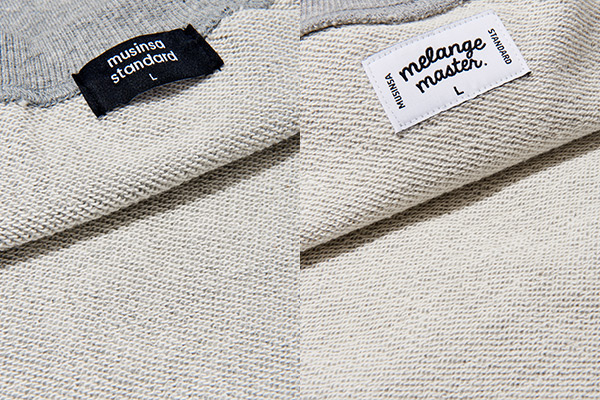 musinsa
standard
L
melange
master.
L
MUSINSA
STANDARD